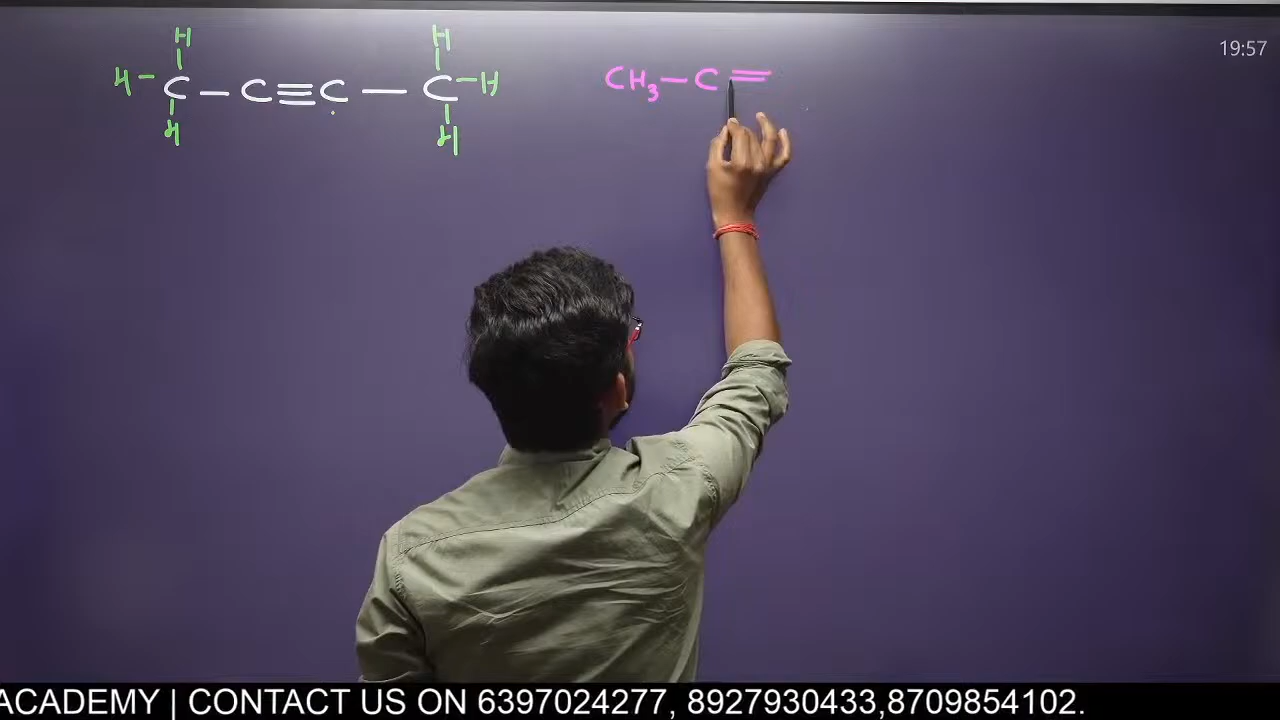 19:57
H H
H - C - C ≡ C - C - H
H H
CH₃ - C =
ACADEMY | CONTACT US ON 6397024277, 8927930433,8709854102.